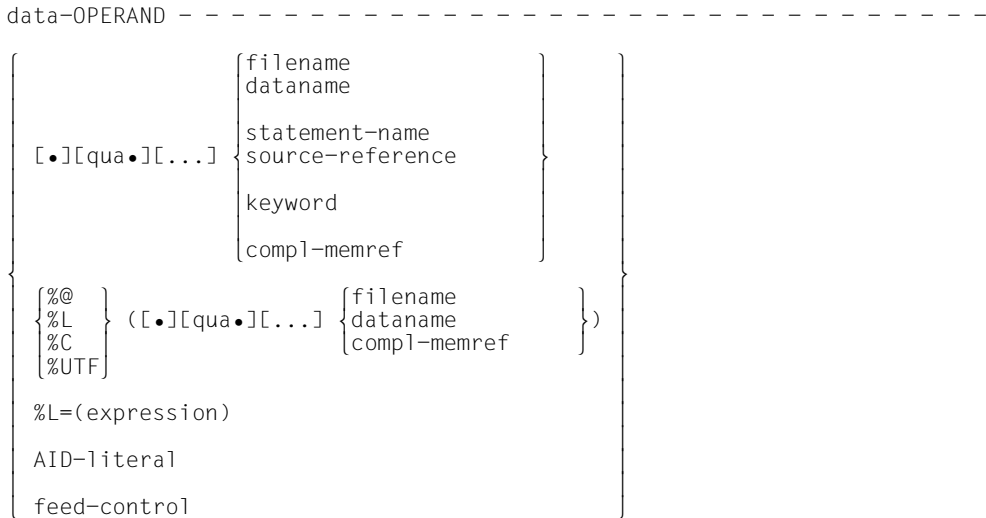 data-OPERAND - - - - - - - - - - - - - - - - - - - - - - - - - - - - - - - -
filename
dataname
statement-name
[•][qua•][...] source-reference
keyword
compl-memref
%@ filename
%L ([•][qua•][...] dataname )
%C compl-memref
%UTF
%L=(expression)
AID-literal
feed-control